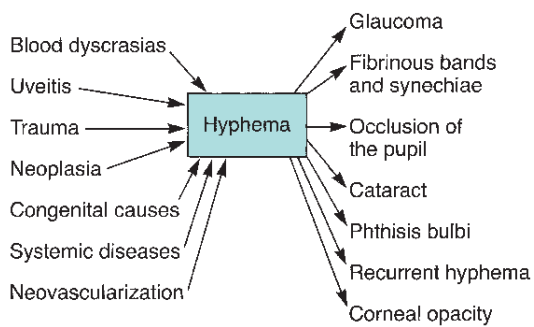 Blood dyscrasias
Uveitis
Trauma
Neoplasia
Congenital causes
Systemic diseases
Neovascularization
Hyphema
Glaucoma
Fibrinous bands
and synechiae
Occlusion of
the pupil
Cataract
Phthisis bulbi
Recurrent hyphema
Corneal opacity